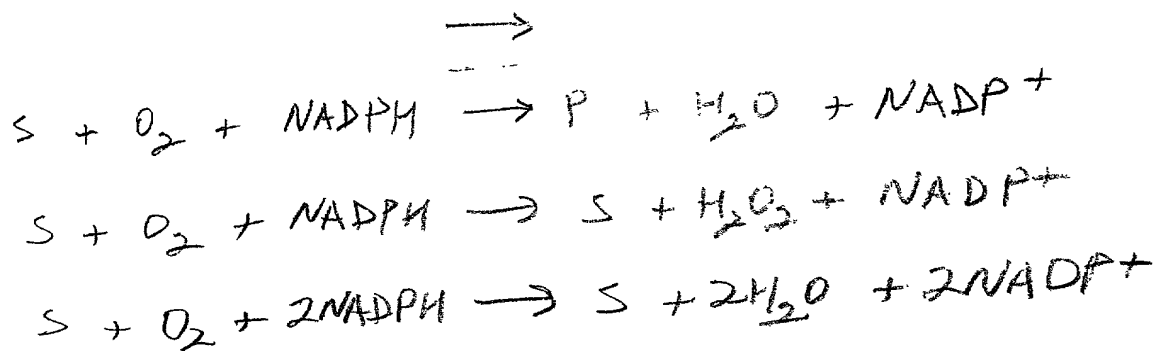 →
S + O₂ + NADPH → P + H₂O + NADP⁺
S + O₂ + NADPH → S + H₂O₂ + NADP⁺
S + O₂ + 2NADPH → S + 2H₂O + 2NADP⁺